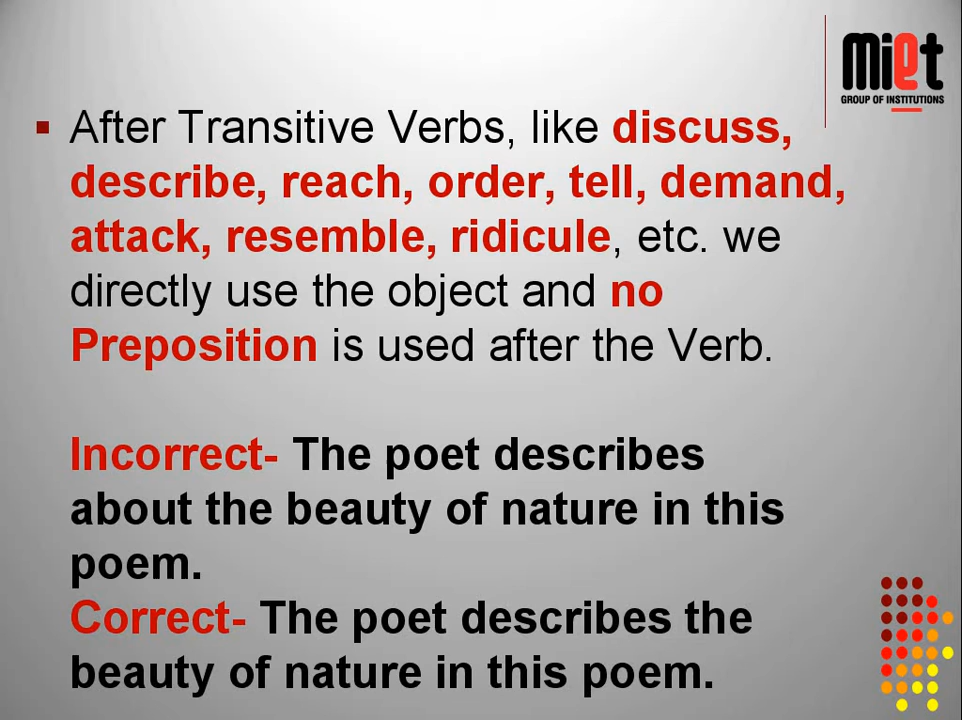 miet
GROUP OF INSTITUTIONS
After Transitive Verbs, like discuss,
describe, reach, order, tell, demand,
attack, resemble, ridicule, etc. we
directly use the object and no
Preposition is used after the Verb.
Incorrect- The poet describes
about the beauty of nature in this
poem.
Correct- The poet describes the
beauty of nature in this poem.